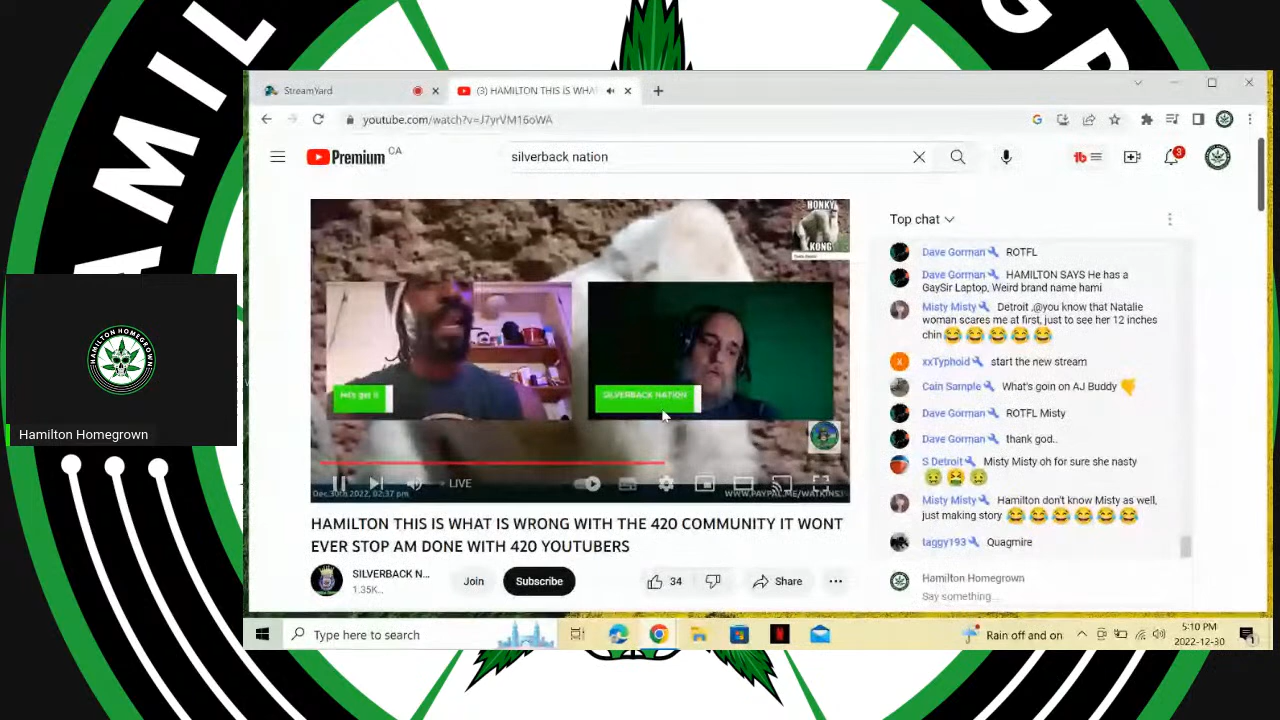 HAMIL
StreamYard
(3) HAMILTON THIS IS WHA
youtube.com/watch?v=J7yrVM16oWA
Premium CA
silverback nation
3
HONKY
KONG
Top chat
Dave Gorman ROTFL
Dave Gorman HAMILTON SAYS He has a
GaySir Laptop, Weird brand name hami
Misty Misty Detroit ,@you know that Natalie
woman scares me at first, just to see her 12 inches
chin 😂😂😂😂😂
xxTyphoid start the new stream
Cain Sample What's goin on AJ Buddy
Dave Gorman ROTFL Misty
Dave Gorman thank god..
S Detroit Misty Misty oh for sure she nasty
🤢🤮🤢
Misty Misty Hamilton don't know Misty as well,
just making story 😂😂😂😂😂😂
taggy193 Quagmire
Hamilton Homegrown
Say something...
SILVERBACK NATION
LIVE
Dec.30th 2022, 02:37 pm
WWW.PAYPAL.ME/WATKINS
HAMILTON THIS IS WHAT IS WRONG WITH THE 420 COMMUNITY IT WONT
EVER STOP AM DONE WITH 420 YOUTUBERS
SILVERBACK N...
1.35K...
Join
Subscribe
34
Share
HAMILTON HOMEGROWN
Hamilton Homegrown
Type here to search
Rain off and on
5:10 PM
2022-12-30